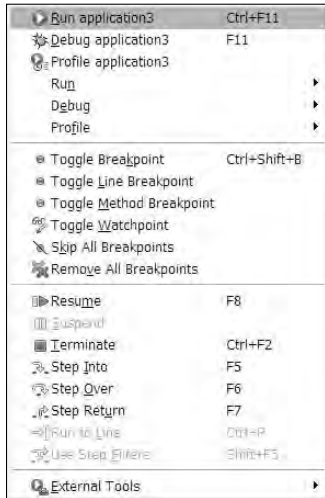 Run application3 Ctrl+F11
Debug application3 F11
Profile application3
Run
Debug
Profile
Toggle Breakpoint Ctrl+Shift+B
Toggle Line Breakpoint
Toggle Method Breakpoint
Toggle Watchpoint
Skip All Breakpoints
Remove All Breakpoints
Resume F8
Suspend
Terminate Ctrl+F2
Step Into F5
Step Over F6
Step Return F7
Run to Line Ctrl+R
Use Step Filters Shift+F5
External Tools